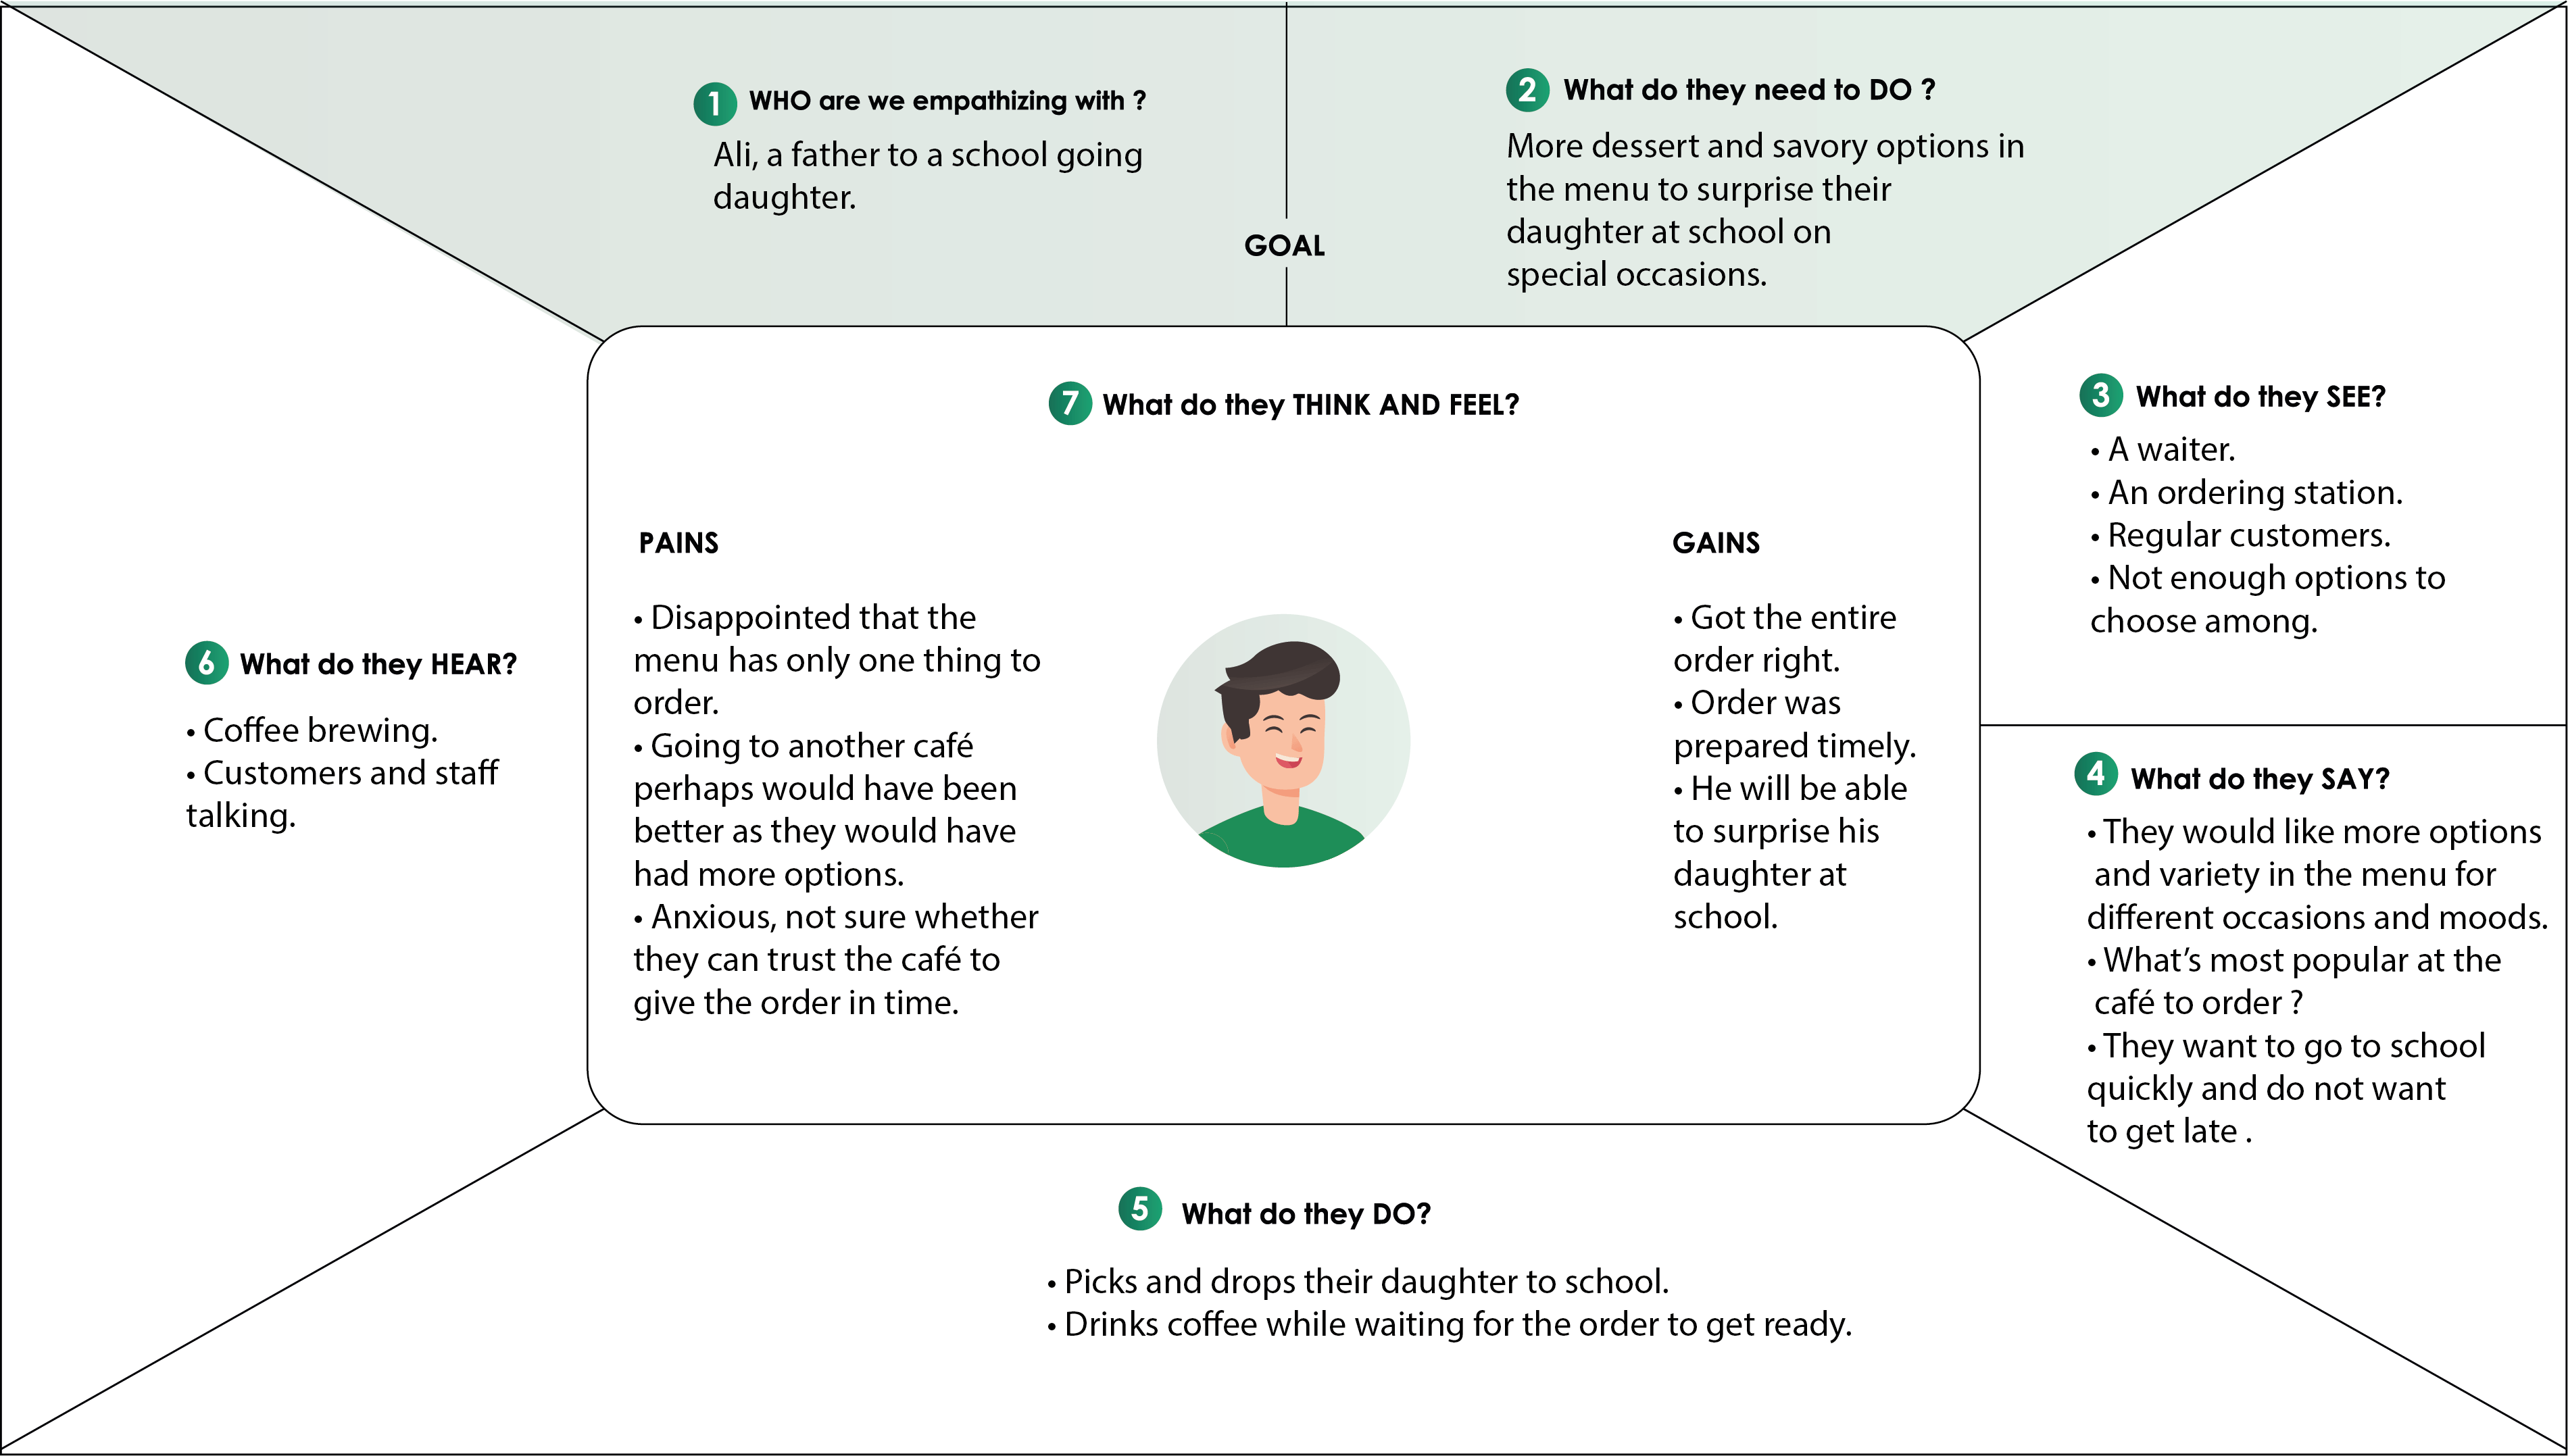 1 WHO are we empathizing with ?
Ali, a father to a school going
daughter.
GOAL
2 What do they need to DO ?
More dessert and savory options in
the menu to surprise their
daughter at school on
special occasions.
3 What do they SEE?
• A waiter.
• An ordering station.
• Regular customers.
• Not enough options to
choose among.
4 What do they SAY?
• They would like more options
and variety in the menu for
different occasions and moods.
• What’s most popular at the
café to order ?
• They want to go to school
quickly and do not want
to get late .
5 What do they DO?
• Picks and drops their daughter to school.
• Drinks coffee while waiting for the order to get ready.
6 What do they HEAR?
• Coffee brewing.
• Customers and staff
talking.
7 What do they THINK AND FEEL?
PAINS
• Disappointed that the
menu has only one thing to
order.
• Going to another café
perhaps would have been
better as they would have
had more options.
• Anxious, not sure whether
they can trust the café to
give the order in time.
GAINS
• Got the entire
order right.
• Order was
prepared timely.
• He will be able
to surprise his
daughter at
school.